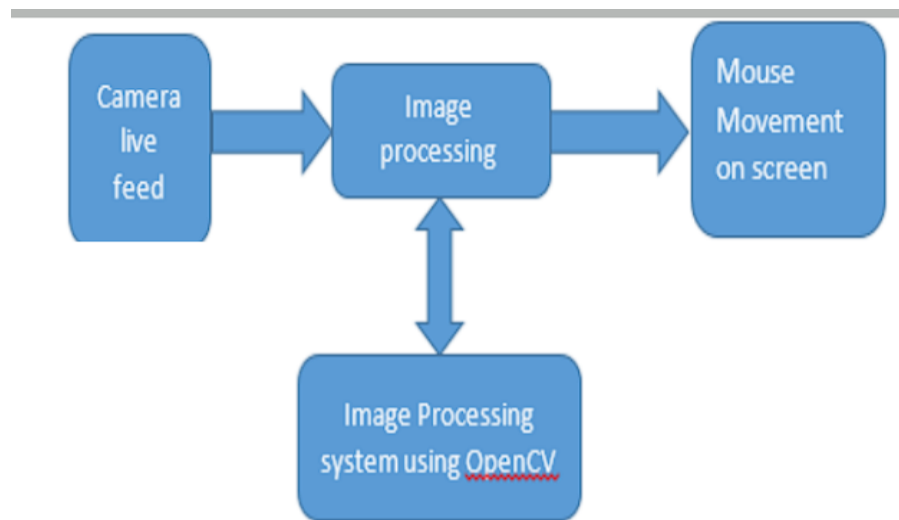 Camera
live
feed
Image
processing
Mouse
Movement
on screen
Image Processing
system using OpenCV